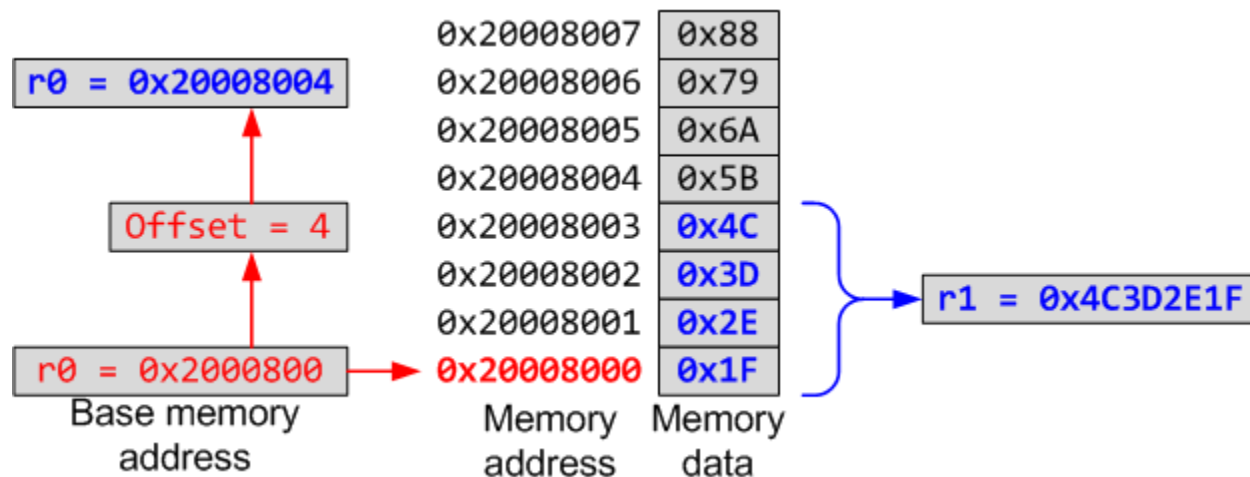 0x20008007 0x88
r0 = 0x20008004 0x20008006 0x79
0x20008005 0x6A
0x20008004 0x5B
Offset = 4 0x20008003 0x4C
0x20008002 0x3D
r1 = 0x4C3D2E1F
0x20008001 0x2E
r0 = 0x2000800 0x20008000 0x1F
Base memory Memory Memory
address address data